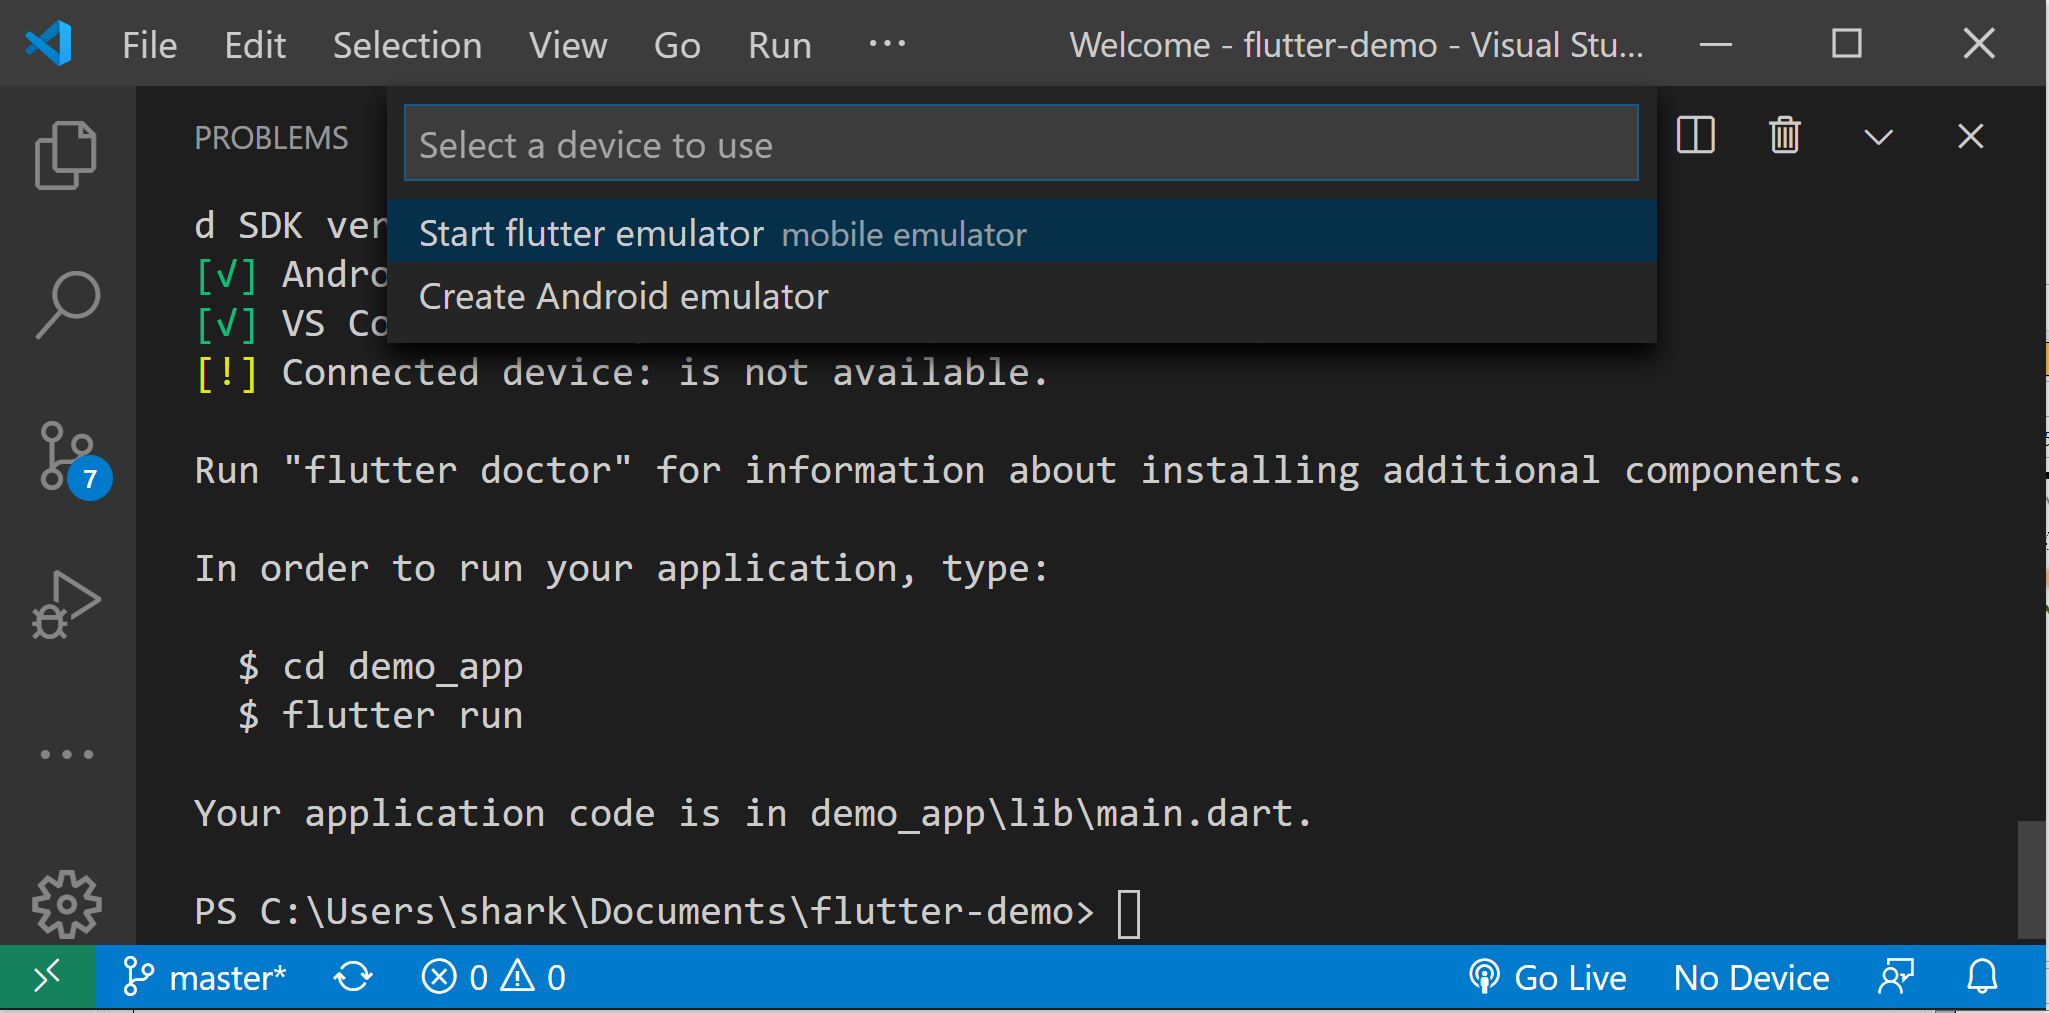 File Edit Selection View Go Run ··· Welcome - flutter-demo - Visual Stu...
PROBLEMS
Select a device to use
Start flutter emulator mobile emulator
Create Android emulator
d SDK ver
[√] Andro
[√] VS Co
[!] Connected device: is not available.
Run "flutter doctor" for information about installing additional components.
In order to run your application, type:
$ cd demo_app
$ flutter run
Your application code is in demo_app\lib\main.dart.
PS C:\Users\shark\Documents\flutter-demo>
7
master* 0 0 Go Live No Device